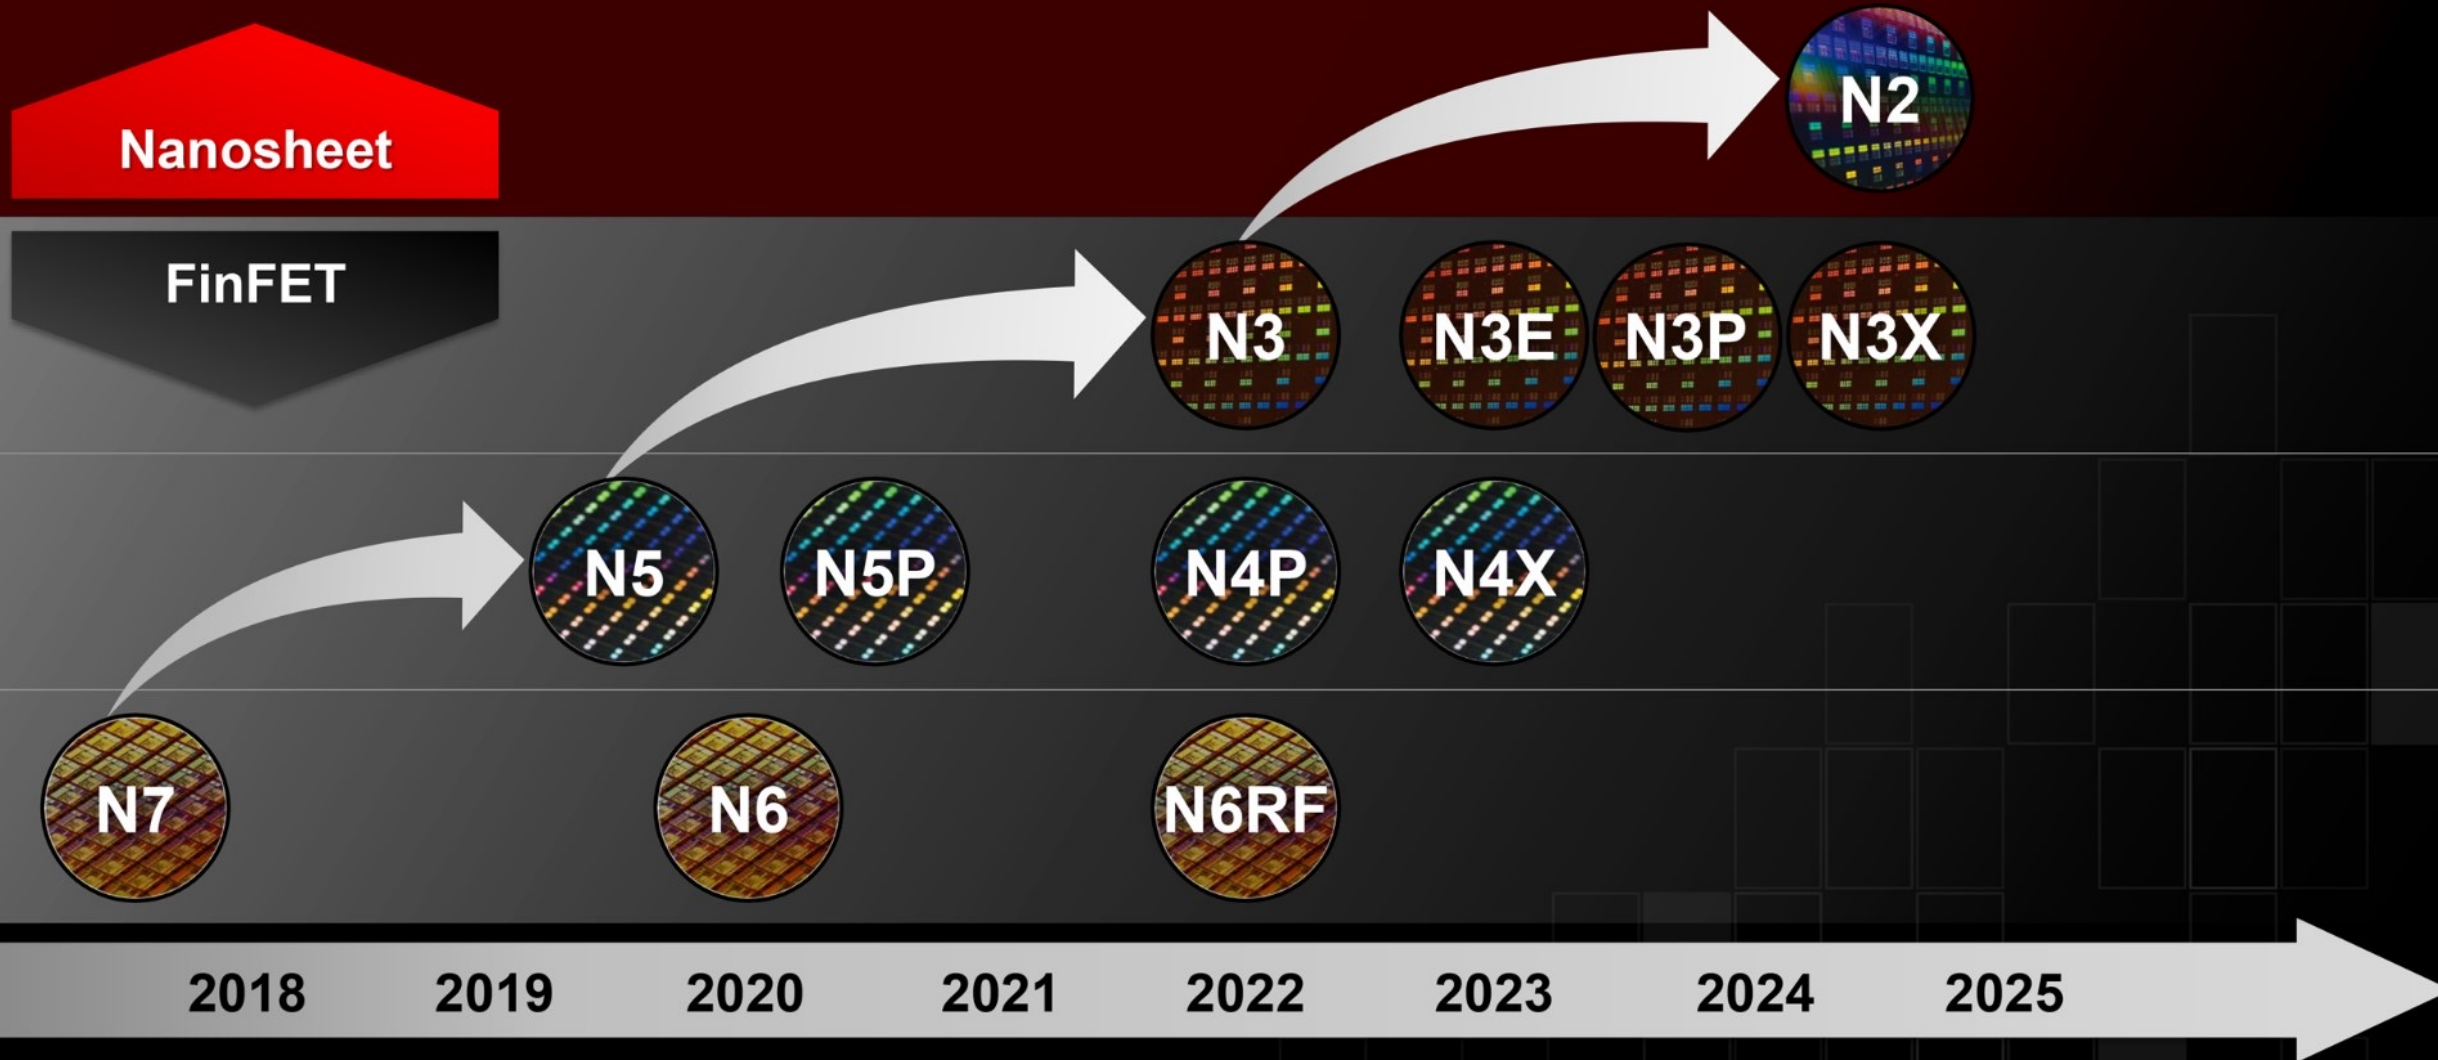 N2
Nanosheet
FinFET
N3 N3E N3P N3X
N5 N5P N4P N4X
N7 N6 N6RF
2018 2019 2020 2021 2022 2023 2024 2025